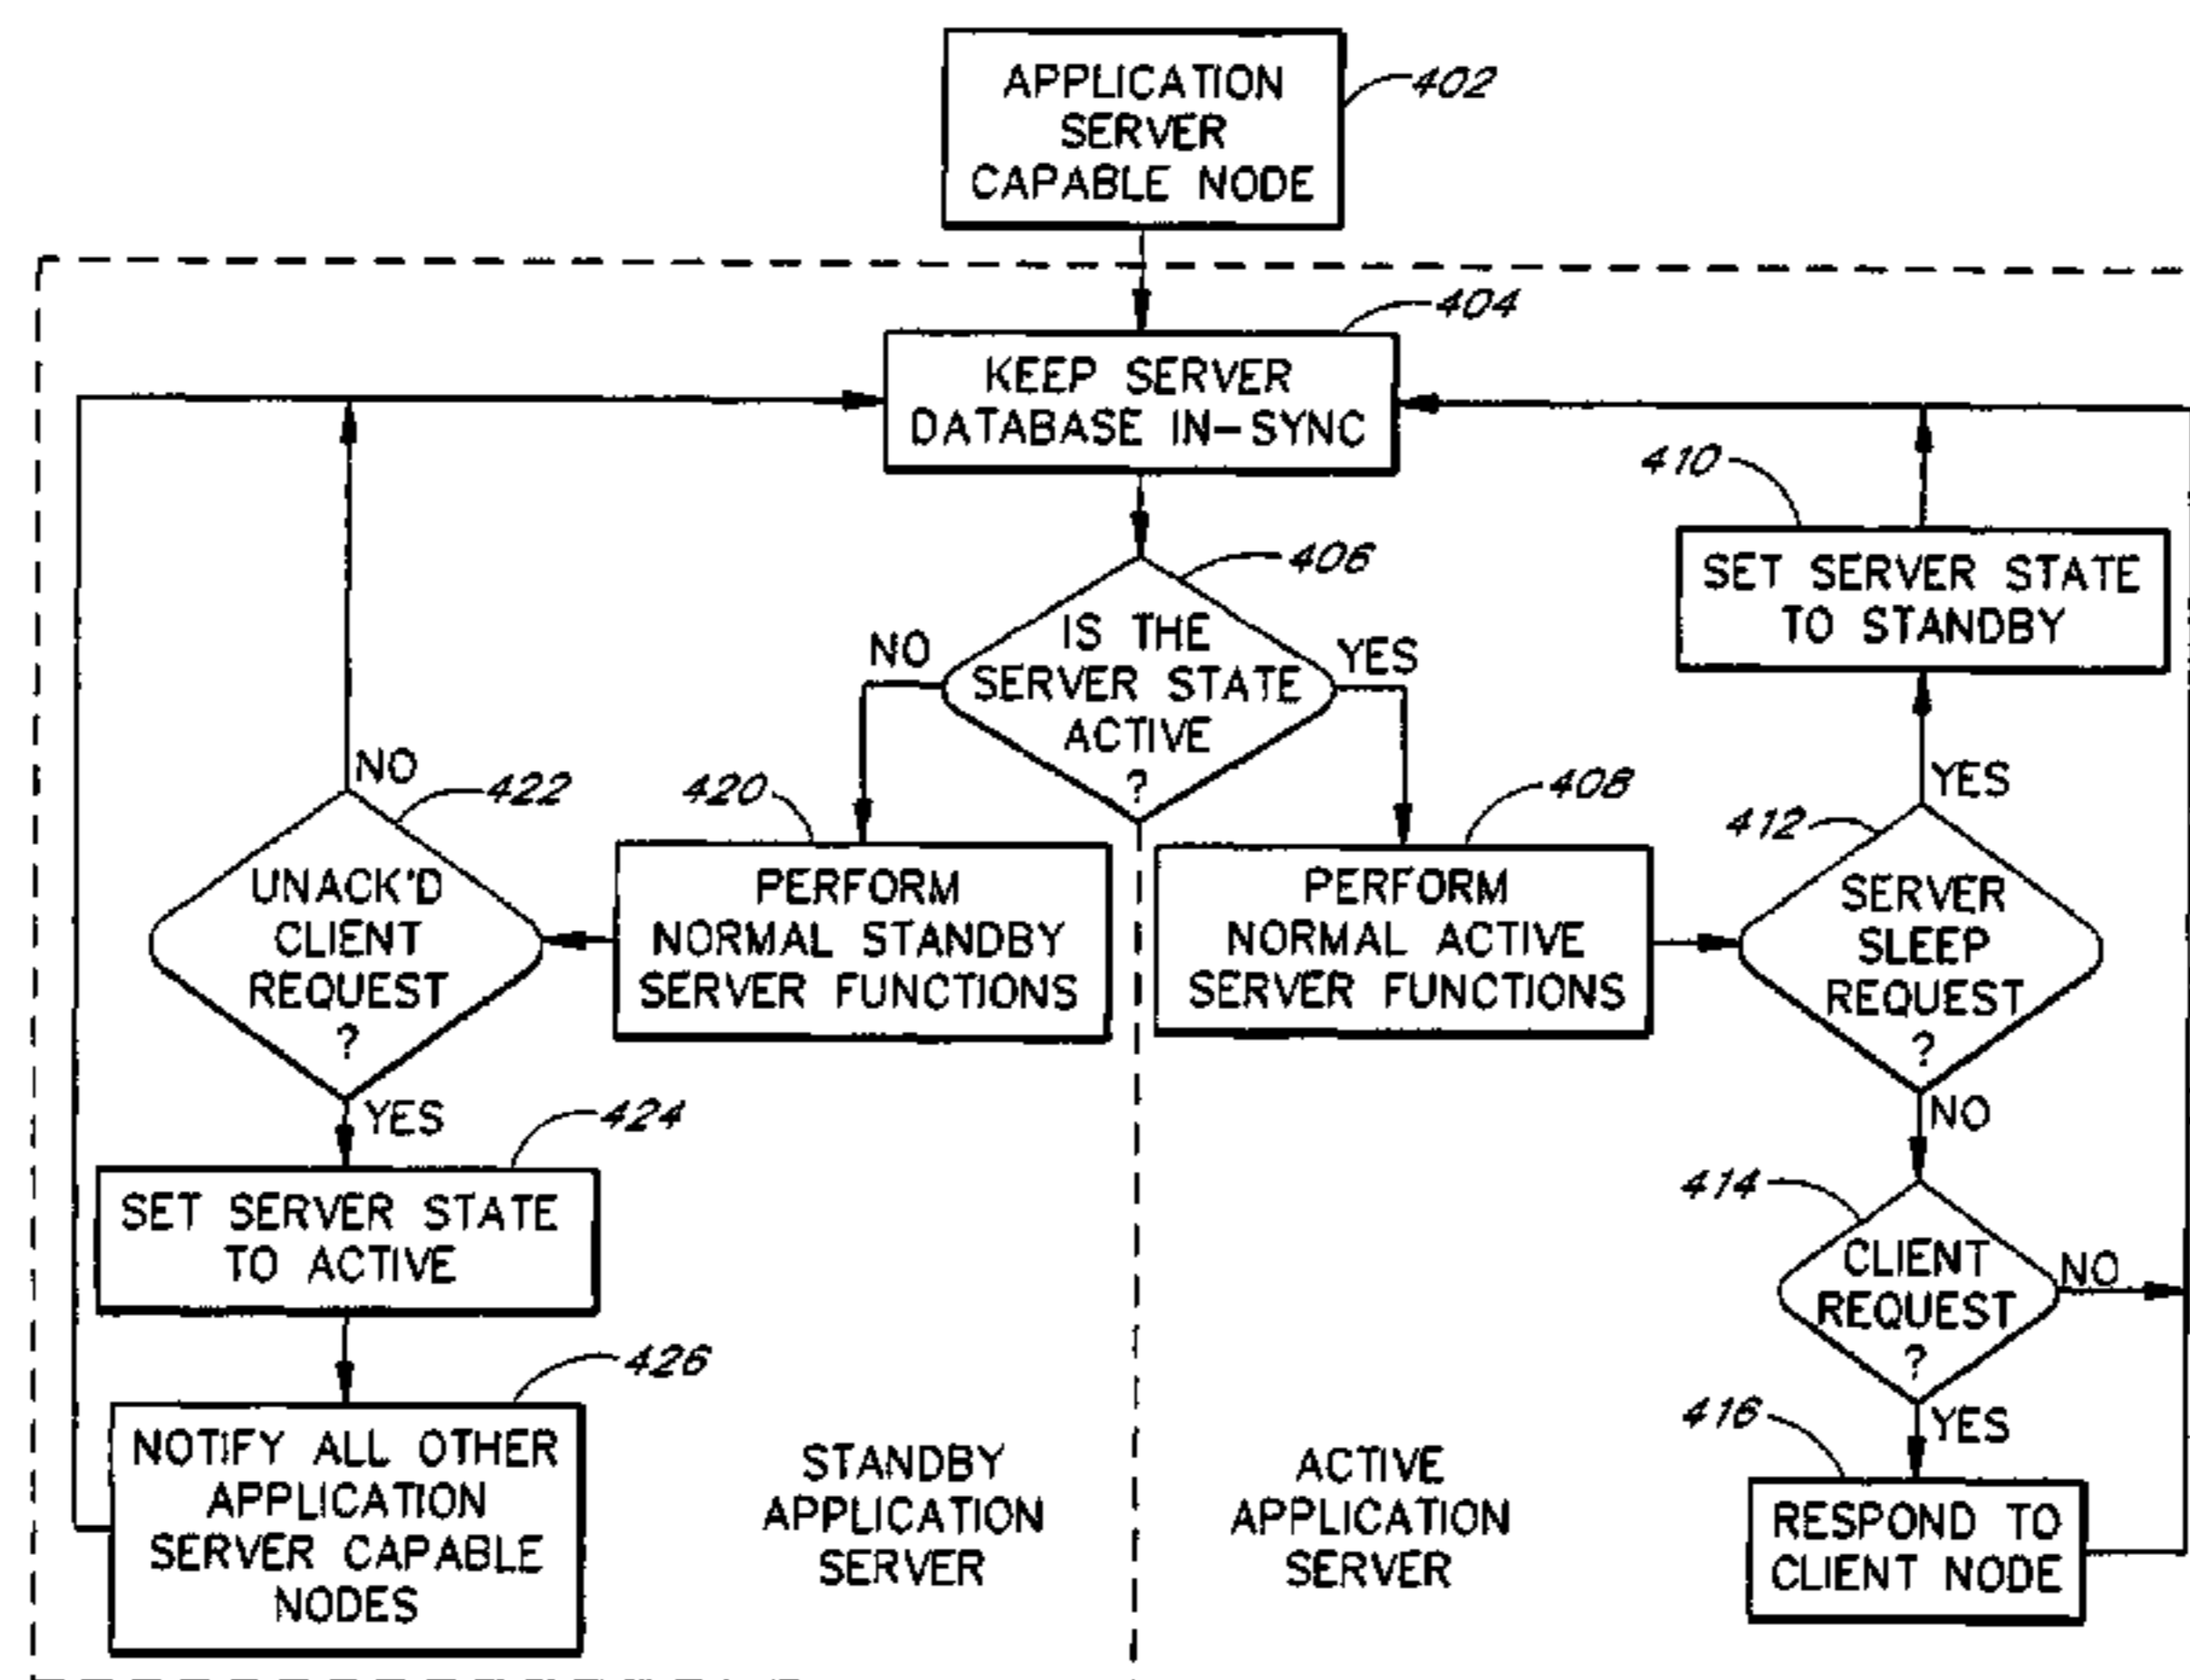 APPLICATION
SERVER
CAPABLE NODE
402
404
KEEP SERVER
DATABASE IN-SYNC
406
IS THE
SERVER STATE
ACTIVE
?
NO
YES
410
SET SERVER STATE
TO STANDBY
YES
412
SERVER
SLEEP
REQUEST
?
NO
408
PERFORM
NORMAL ACTIVE
SERVER FUNCTIONS
420
PERFORM
NORMAL STANDBY
SERVER FUNCTIONS
NO
422
UNACK'D
CLIENT
REQUEST
?
YES
424
SET SERVER STATE
TO ACTIVE
426
NOTIFY ALL OTHER
APPLICATION
SERVER CAPABLE
NODES
STANDBY
APPLICATION
SERVER
ACTIVE
APPLICATION
SERVER
414
CLIENT
REQUEST
?
NO
YES
416
RESPOND TO
CLIENT NODE